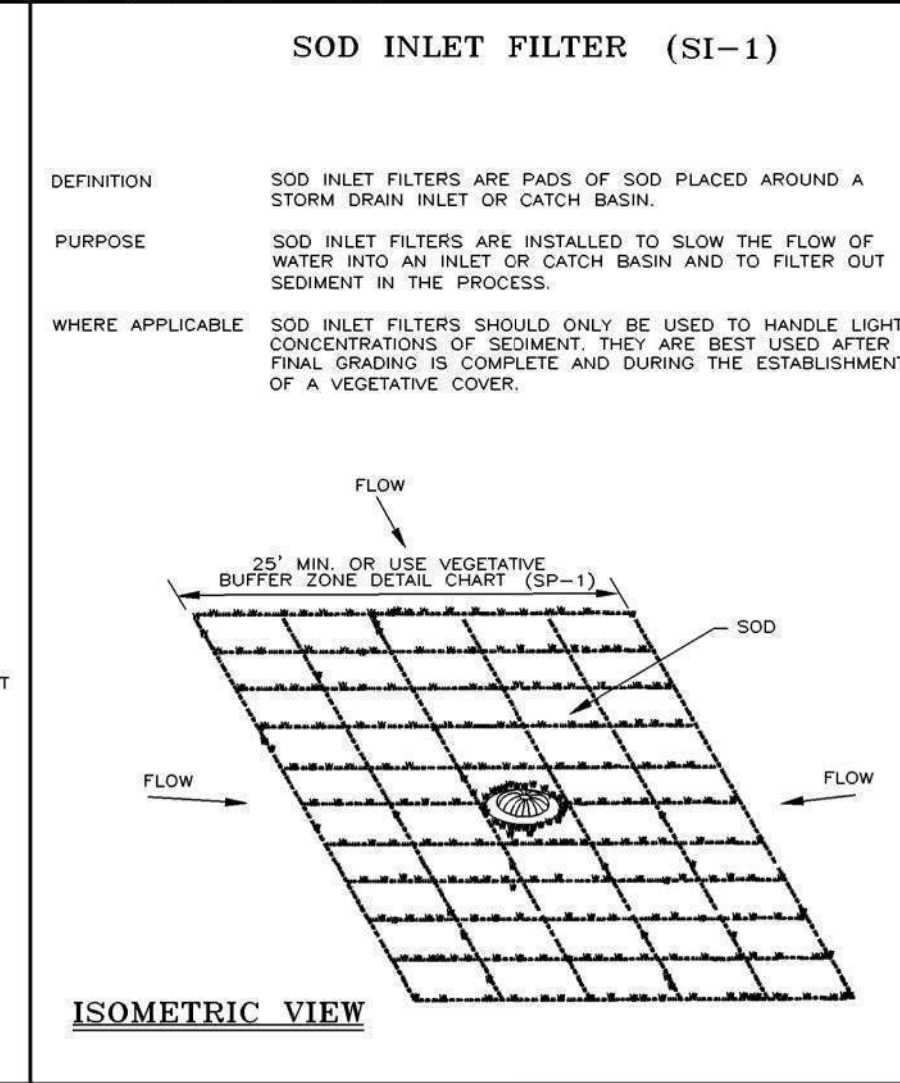 SOD INLET FILTER (SI-1)
DEFINITION
SOD INLET FILTERS ARE PADS OF SOD PLACED AROUND A
STORM DRAIN INLET OR CATCH BASIN.
PURPOSE
SOD INLET FILTERS ARE INSTALLED TO SLOW THE FLOW OF
WATER INTO AN INLET OR CATCH BASIN AND TO FILTER OUT
SEDIMENT IN THE PROCESS.
WHERE APPLICABLE
SOD INLET FILTERS SHOULD ONLY BE USED TO HANDLE LIGHT
CONCENTRATIONS OF SEDIMENT. THEY ARE BEST USED AFTER
FINAL GRADING IS COMPLETE AND DURING THE ESTABLISHMENT
OF A VEGETATIVE COVER.
FLOW
25' MIN. OR USE VEGETATIVE
BUFFER ZONE DETAIL CHART (SP-1)
SOD
T
FLOW
FLOW
ISOMETRIC VIEW